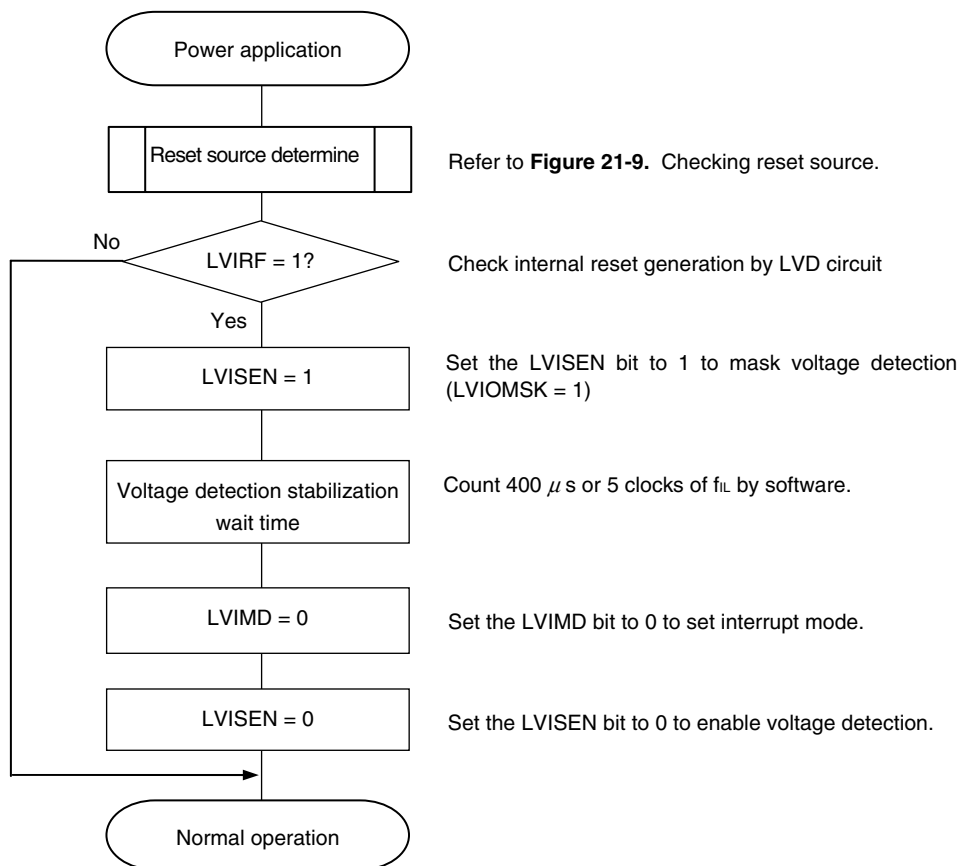 Power application
Reset source determine
Refer to Figure 21-9. Checking reset source.
No
LVIRF = 1?
Check internal reset generation by LVD circuit
Yes
LVISEN = 1
Set the LVISEN bit to 1 to mask voltage detection
(LVIOMSK = 1)
Voltage detection stabilization
wait time
Count 400 μs or 5 clocks of fIL by software.
LVIMD = 0
Set the LVIMD bit to 0 to set interrupt mode.
LVISEN = 0
Set the LVISEN bit to 0 to enable voltage detection.
Normal operation